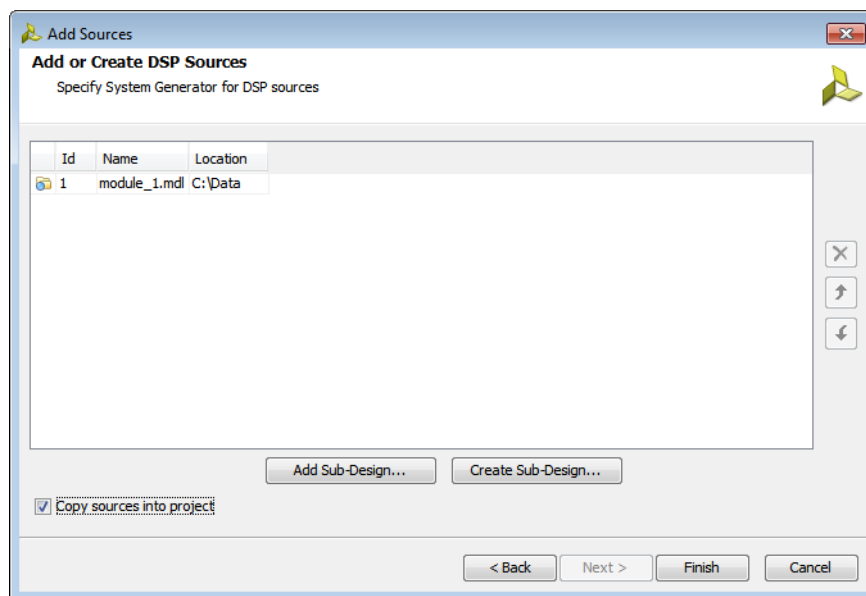 Add Sources
Add or Create DSP Sources
Specify System Generator for DSP sources
Id Name Location
1 module_1.mdl C:\Data
Add Sub-Design... Create Sub-Design...
Copy sources into project
< Back Next > Finish Cancel